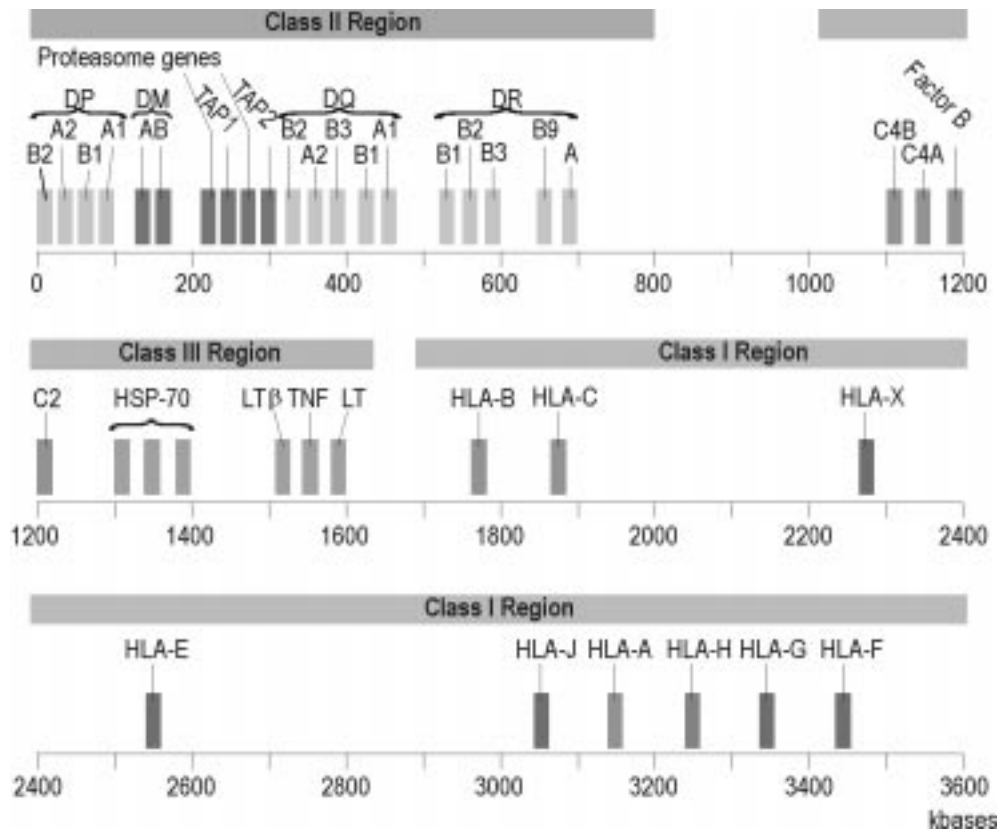 Class II Region
Proteasome genes
TAP1 TAP2 Factor B
DP DM DQ DR
A2 A1 AB B2 B3 A1 B2 B9 C4B
B2 B1 A2 B1 B1 B3 A C4A
0 200 400 600 800 1000 1200
Class III Region Class I Region
C2 HSP-70 LTβ TNF LT HLA-B HLA-C HLA-X
1200 1400 1600 1800 2000 2200 2400
Class I Region
HLA-E HLA-J HLA-A HLA-H HLA-G HLA-F
2400 2600 2800 3000 3200 3400 3600
kbases